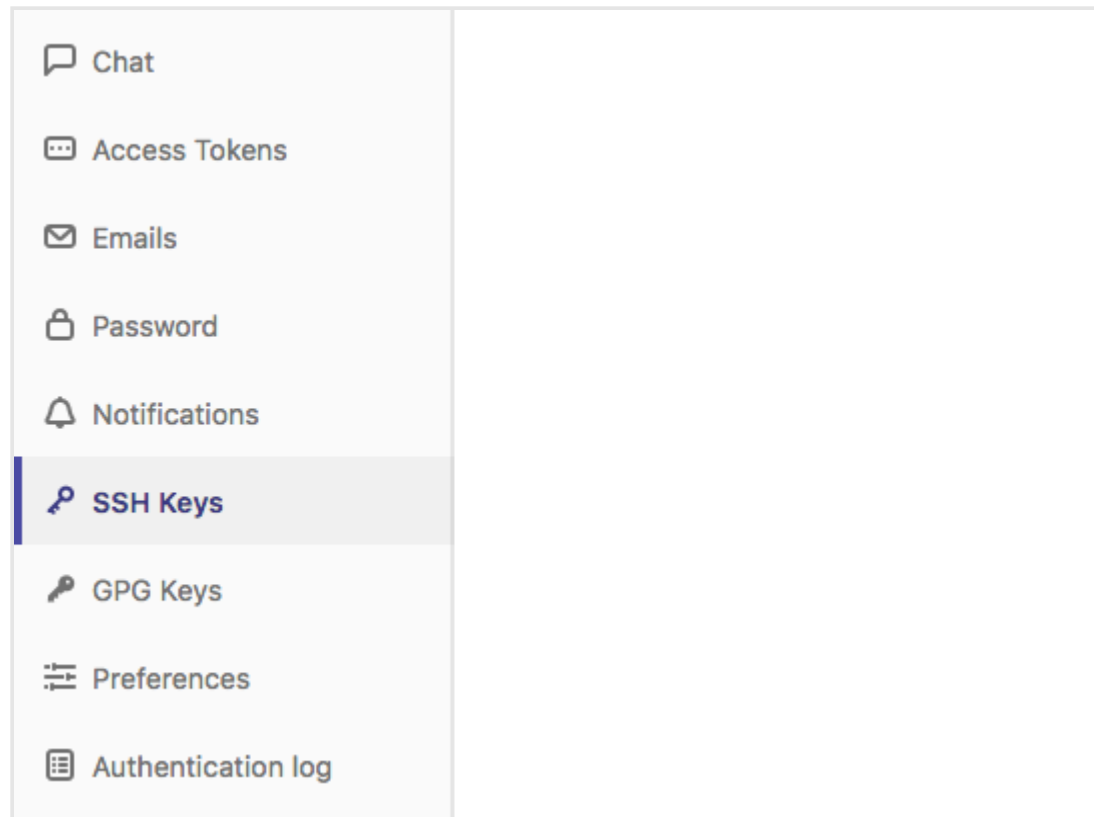 Chat
Access Tokens
Emails
Password
Notifications
SSH Keys
GPG Keys
Preferences
Authentication log